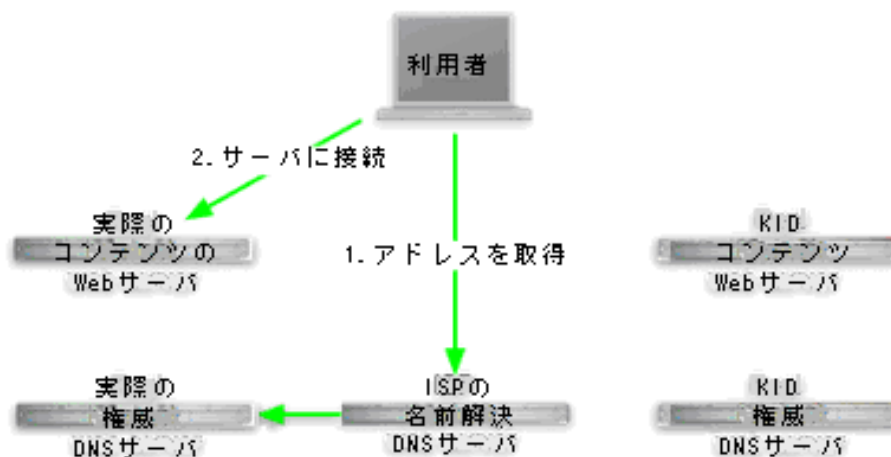 利用者
2.サーバに接続
実際の
コンテンツの
Webサーバ
1.アドレスを取得
KID
コンテンツ
Webサーバ
実際の
権威
DNSサーバ
ISPの
名前解決
DNSサーバ
KID
権威
DNSサーバ